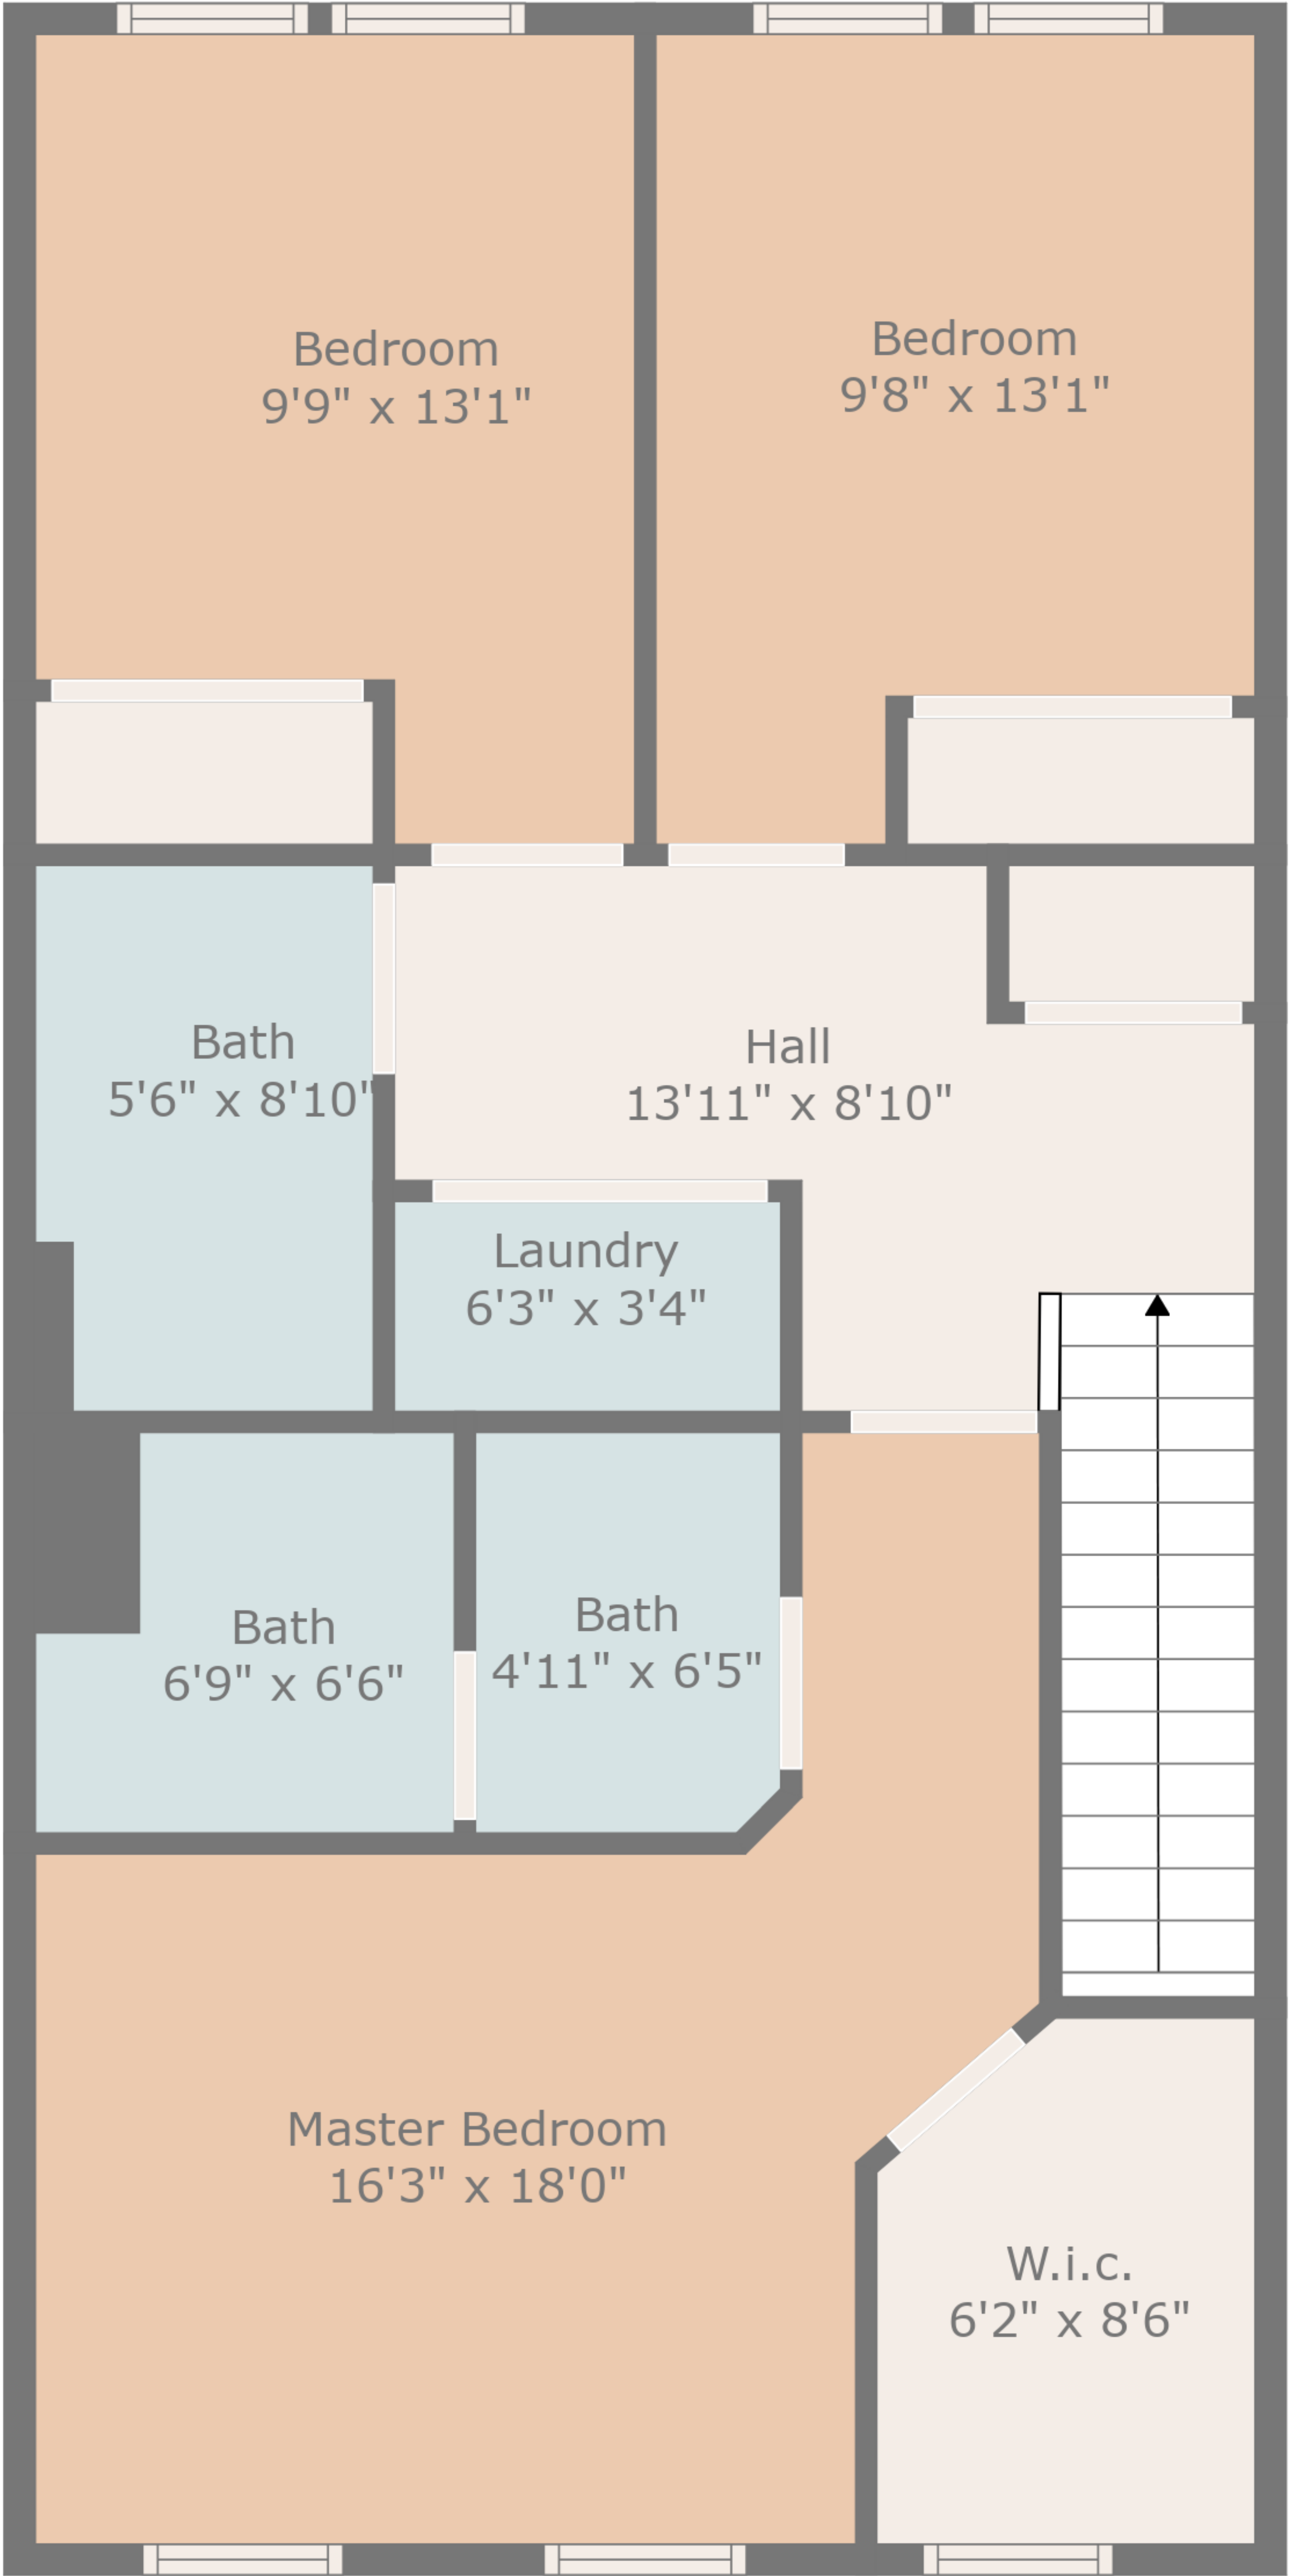 Bedroom
9'9" x 13'1"
Bedroom
9'8" x 13'1"
Bath
5'6" x 8'10"
Hall
13'11" x 8'10"
Laundry
6'3" x 3'4"
Bath
6'9" x 6'6"
Bath
4'11" x 6'5"
Master Bedroom
16'3" x 18'0"
W.i.c.
6'2" x 8'6"